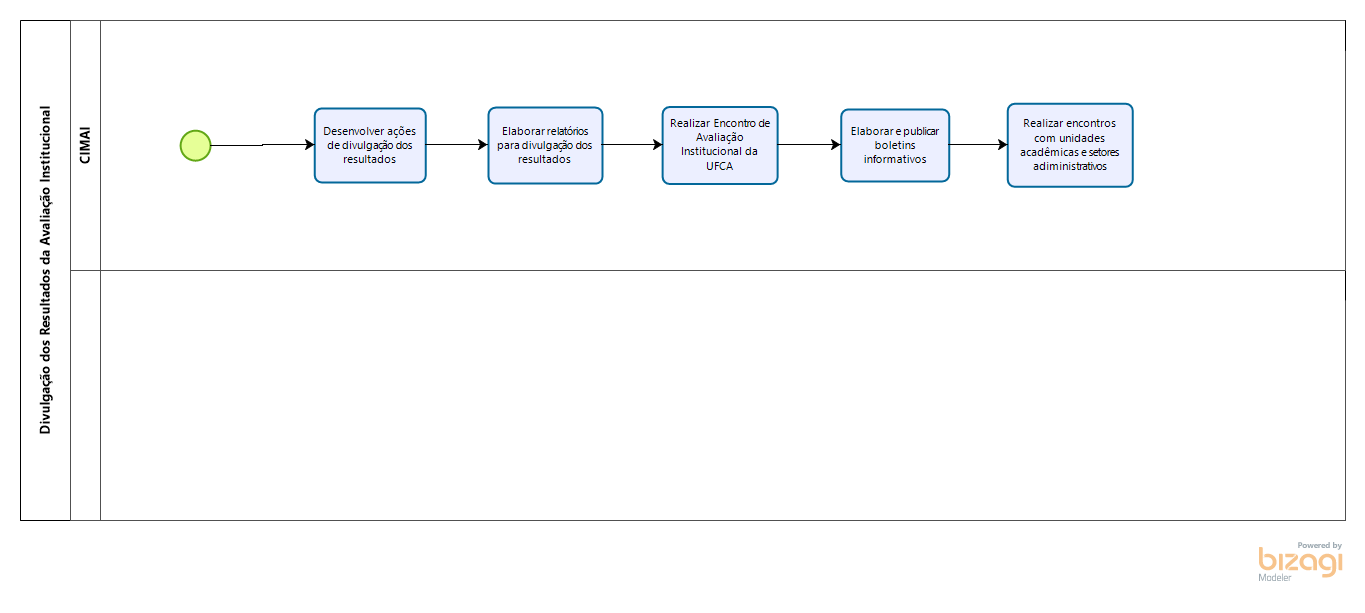 Divulgação dos Resultados da Avaliação Institucional
CIMAI
Desenvolver ações
de divulgação dos
resultados
Elaborar relatórios
para divulgação dos
resultados
Realizar Encontro de
Avaliação
Institucional da
UFCA
Elaborar e publicar
boletins
informativos
Realizar encontros
com unidades
acadêmicas e setores
adiministrativos
Powered by
bizagi
Modeler